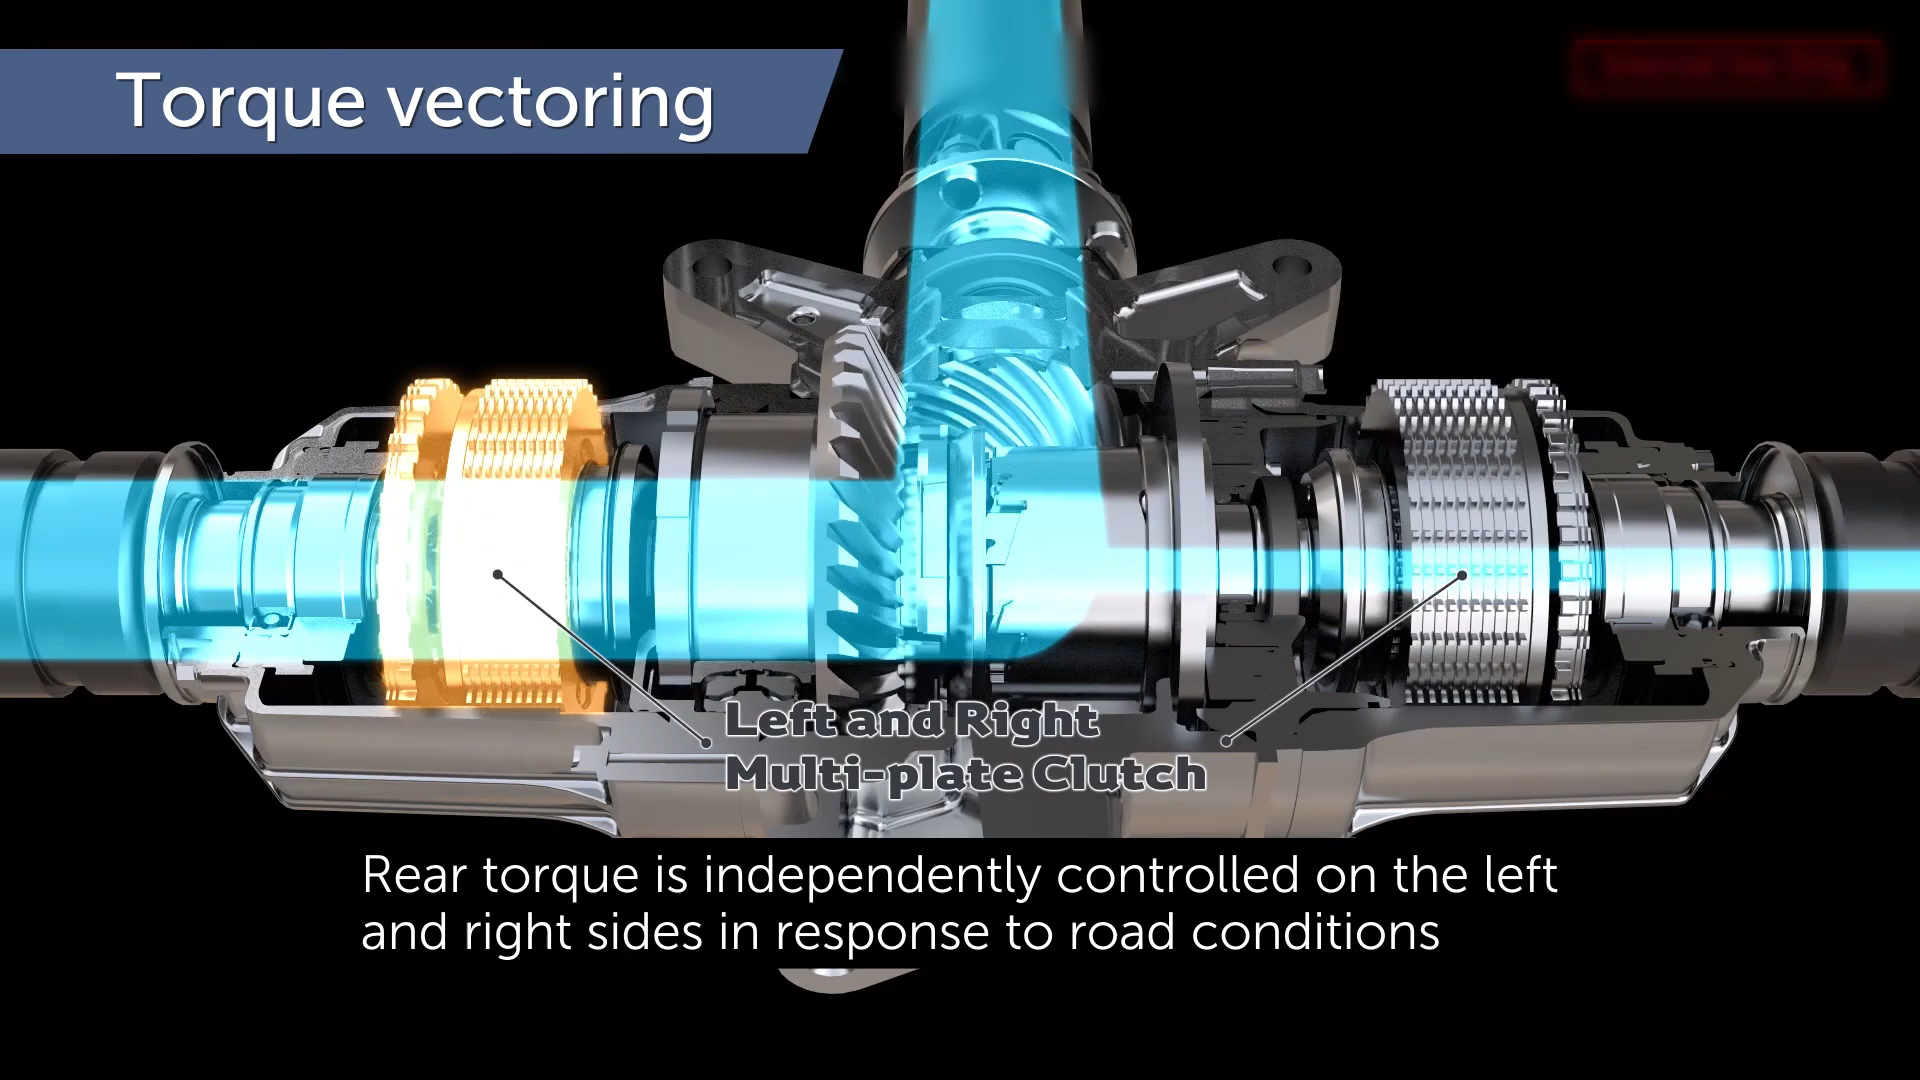 Torque vectoring
Left and Right
Multi-plate Clutch
Rear torque is independently controlled on the left
and right sides in response to road conditions